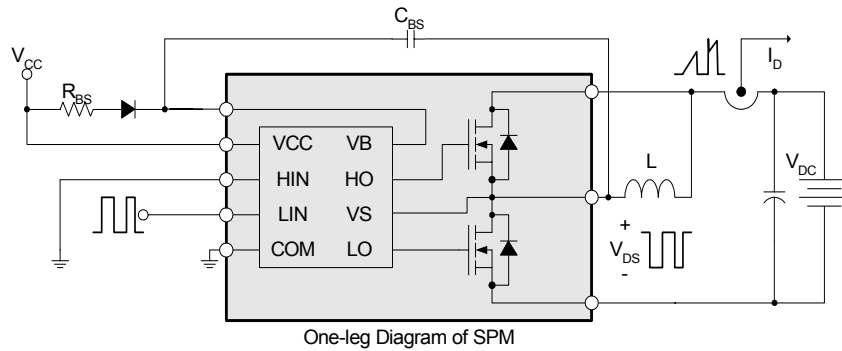 C_BS
V_CC
R_BS
I_D
VCC VB
HIN HO
LIN VS
COM LO
L
V_DC
+
V_DS
-
One-leg Diagram of SPM